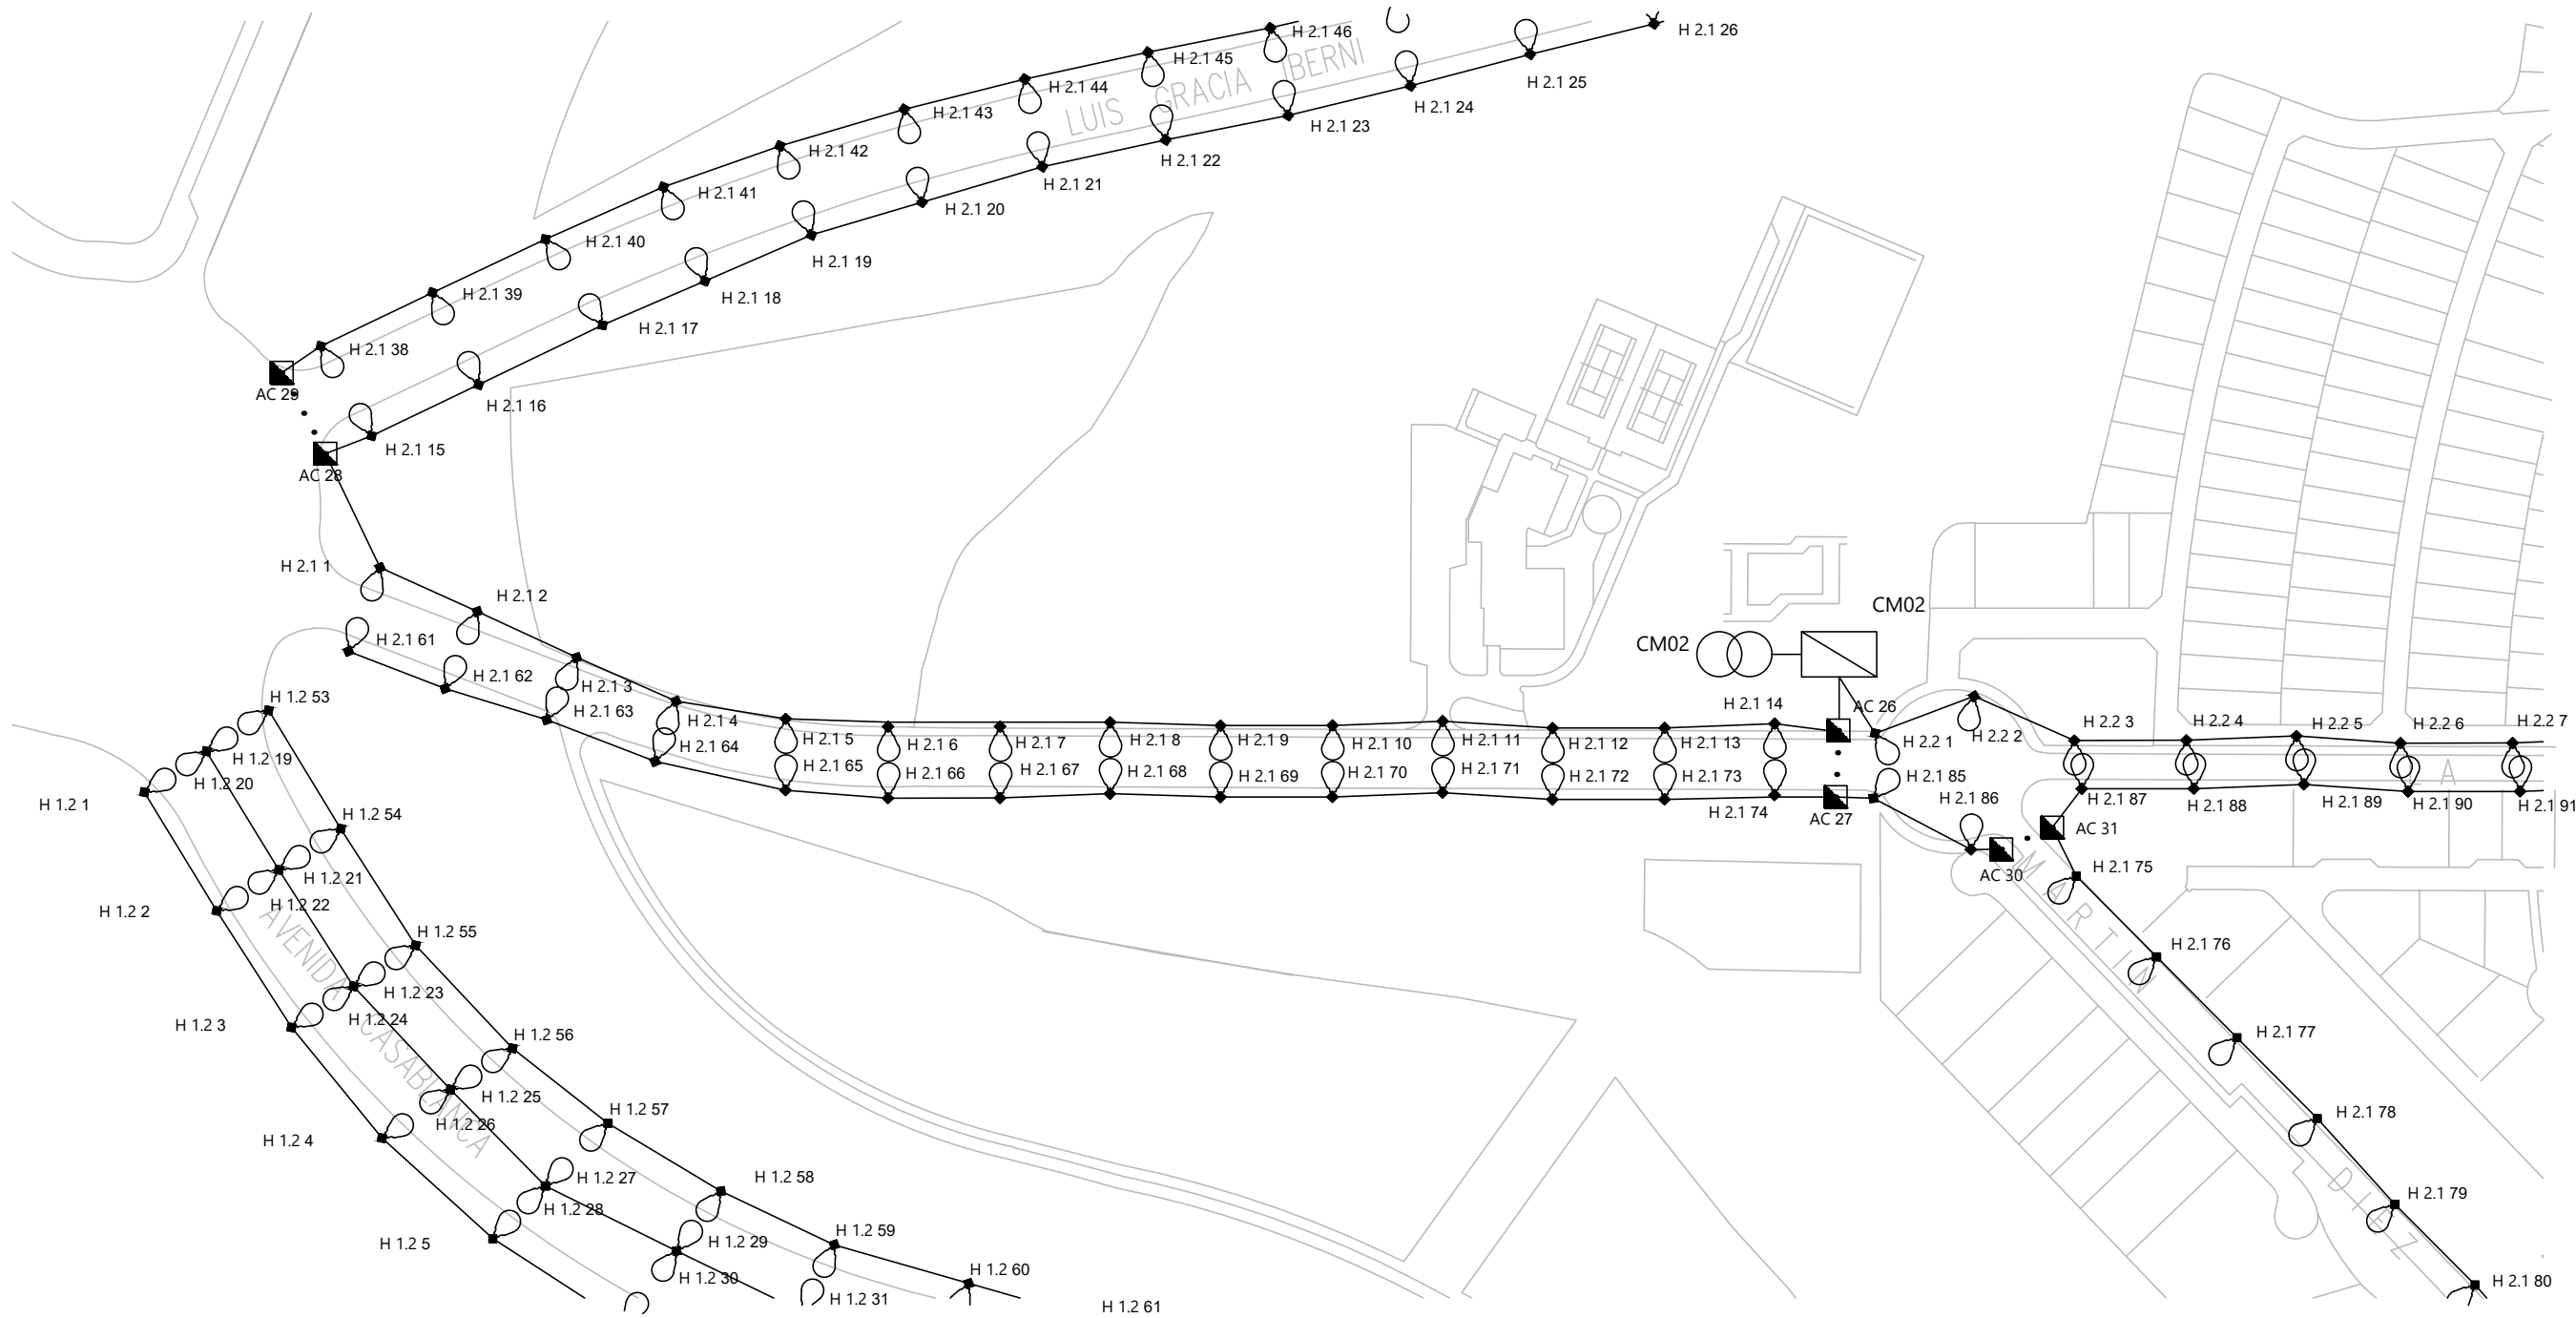 H 2.1 46
H 2.1 26
H 2.1 45
H 2.1 25
H 2.1 44
H 2.1 24
H 2.1 43
H 2.1 23
LUIS GRACIA IBERNI
H 2.1 42
H 2.1 22
H 2.1 41
H 2.1 21
H 2.1 40
H 2.1 20
H 2.1 39
H 2.1 19
H 2.1 38
H 2.1 18
H 2.1 17
AC 29
H 2.1 16
H 2.1 15
AC 28
H 2.1 1
H 2.1 2
CM02
CM02
H 2.1 61
H 2.1 62
H 2.1 3
H 2.1 63
H 2.1 4
H 2.1 64
H 2.1 5
H 2.1 6
H 2.1 7
H 2.1 8
H 2.1 9
H 2.1 10
H 2.1 11
H 2.1 12
H 2.1 13
H 2.1 14
AC 26
H 2.2 1
H 2.2 2
H 2.2 3
H 2.2 4
H 2.2 5
H 2.2 6
H 2.2 7
H 2.1 65
H 2.1 66
H 2.1 67
H 2.1 68
H 2.1 69
H 2.1 70
H 2.1 71
H 2.1 72
H 2.1 73
H 2.1 74
AC 27
H 2.1 85
H 2.1 86
H 2.1 87
H 2.1 88
H 2.1 89
H 2.1 90
H 2.1 91
A
AC 31
AC 30
H 2.1 75
H 2.1 76
H 2.1 77
H 2.1 78
H 2.1 79
H 2.1 80
MARTIN DIEZ
H 1.2 53
H 1.2 19
H 1.2 20
H 1.2 1
H 1.2 54
H 1.2 21
H 1.2 22
H 1.2 2
AVENIDA CASABLANCA
H 1.2 55
H 1.2 23
H 1.2 24
H 1.2 3
H 1.2 56
H 1.2 25
H 1.2 26
H 1.2 4
H 1.2 57
H 1.2 27
H 1.2 28
H 1.2 5
H 1.2 58
H 1.2 29
H 1.2 30
H 1.2 59
H 1.2 31
H 1.2 60
H 1.2 61